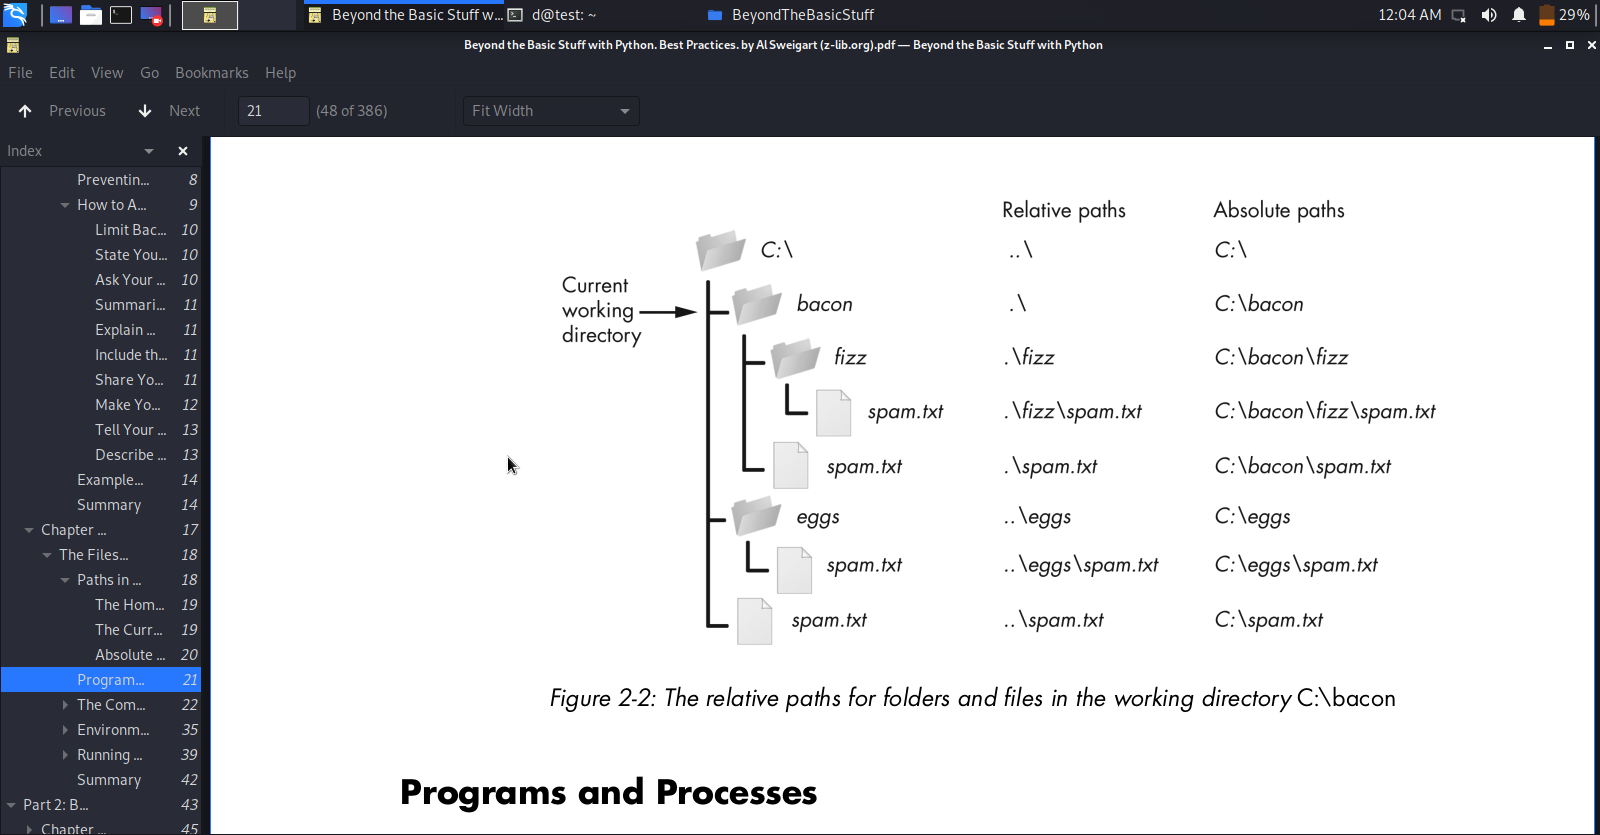 Beyond the Basic Stuff w...
d@test: ~
BeyondTheBasicStuff
12:04 AM
29%
Beyond the Basic Stuff with Python. Best Practices. by Al Sweigart (z-lib.org).pdf — Beyond the Basic Stuff with Python
File Edit View Go Bookmarks Help
Previous Next 21 (48 of 386) Fit Width
Index
Preventin... 8
How to A... 9
Limit Bac... 10
State You... 10
Ask Your ... 10
Summari... 11
Explain ... 11
Include th... 11
Share Yo... 11
Make Yo... 12
Tell Your ... 13
Describe ... 13
Example... 14
Summary 14
Chapter ... 17
The Files... 18
Paths in ... 18
The Hom... 19
The Curr... 19
Absolute ... 20
Program... 21
The Com... 22
Environm... 35
Running ... 39
Summary 42
Part 2: B... 43
Chapter ... 45
Relative paths Absolute paths
C:\ ..\ C:\
Current
working
directory
bacon .\ C:\bacon
fizz .\fizz C:\bacon\fizz
spam.txt .\fizz\spam.txt C:\bacon\fizz\spam.txt
spam.txt .\spam.txt C:\bacon\spam.txt
eggs ..\eggs C:\eggs
spam.txt ..\eggs\spam.txt C:\eggs\spam.txt
spam.txt ..\spam.txt C:\spam.txt
Figure 2-2: The relative paths for folders and files in the working directory C:\bacon
Programs and Processes